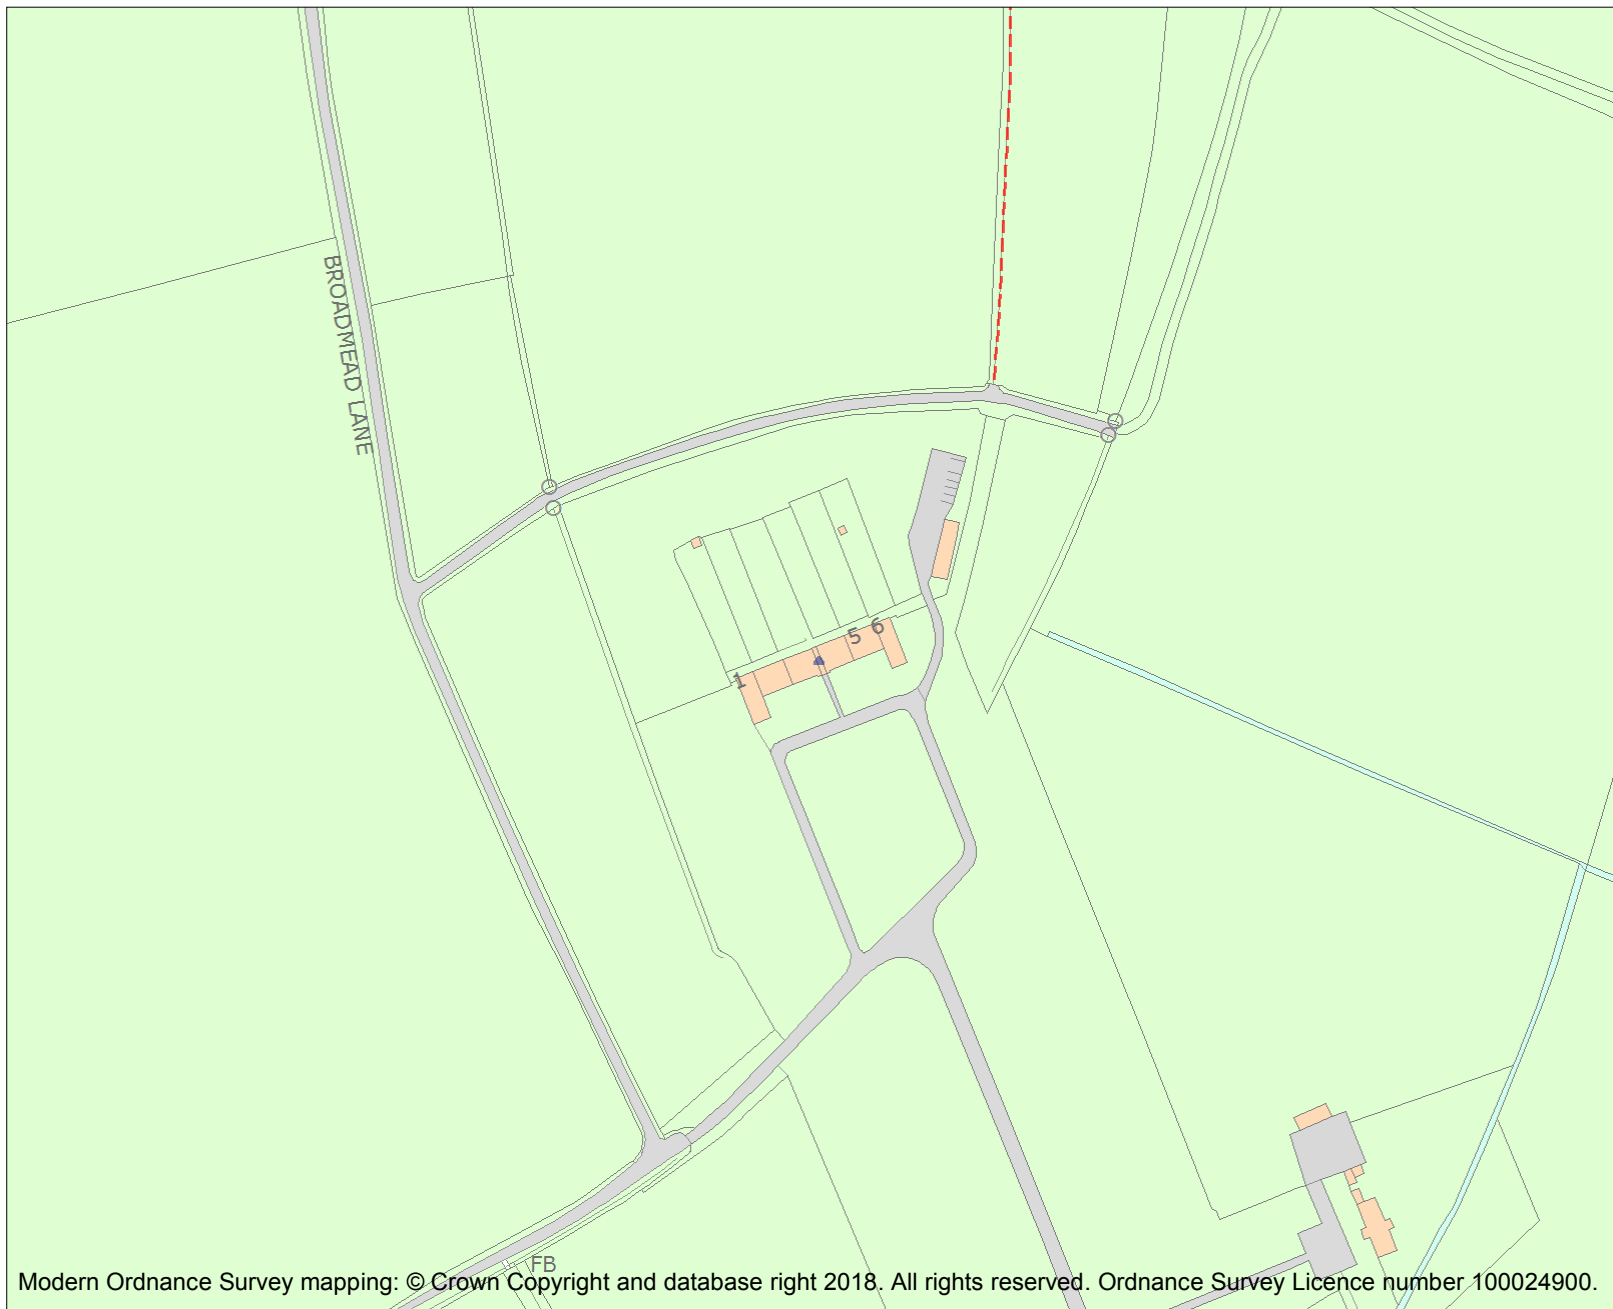 BROADMEAD LANE
5 6
1
FB
Modern Ordnance Survey mapping: © Crown Copyright and database right 2018. All rights reserved. Ordnance Survey Licence number 100024900.